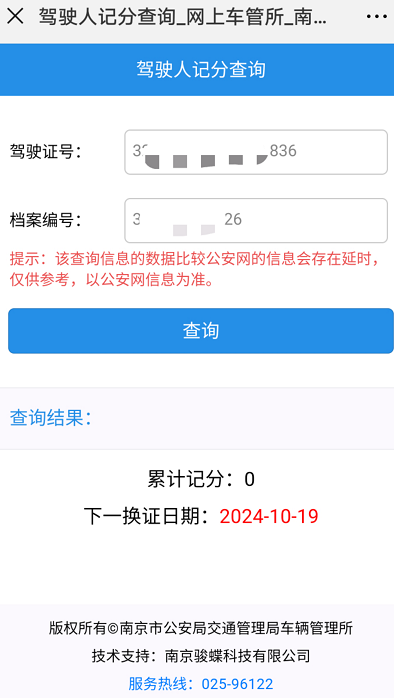 驾驶人记分查询_网上车管所_南...
驾驶人记分查询
驾驶证号：
836
档案编号：
26
提示：该查询信息的数据比较公安网的信息会存在延时，
仅供参考，以公安网信息为准。
查询
查询结果：
累计记分：0
下一换证日期：2024-10-19
版权所有©南京市公安局交通管理局车辆管理所
技术支持：南京骏蝶科技有限公司
服务热线：025-96122